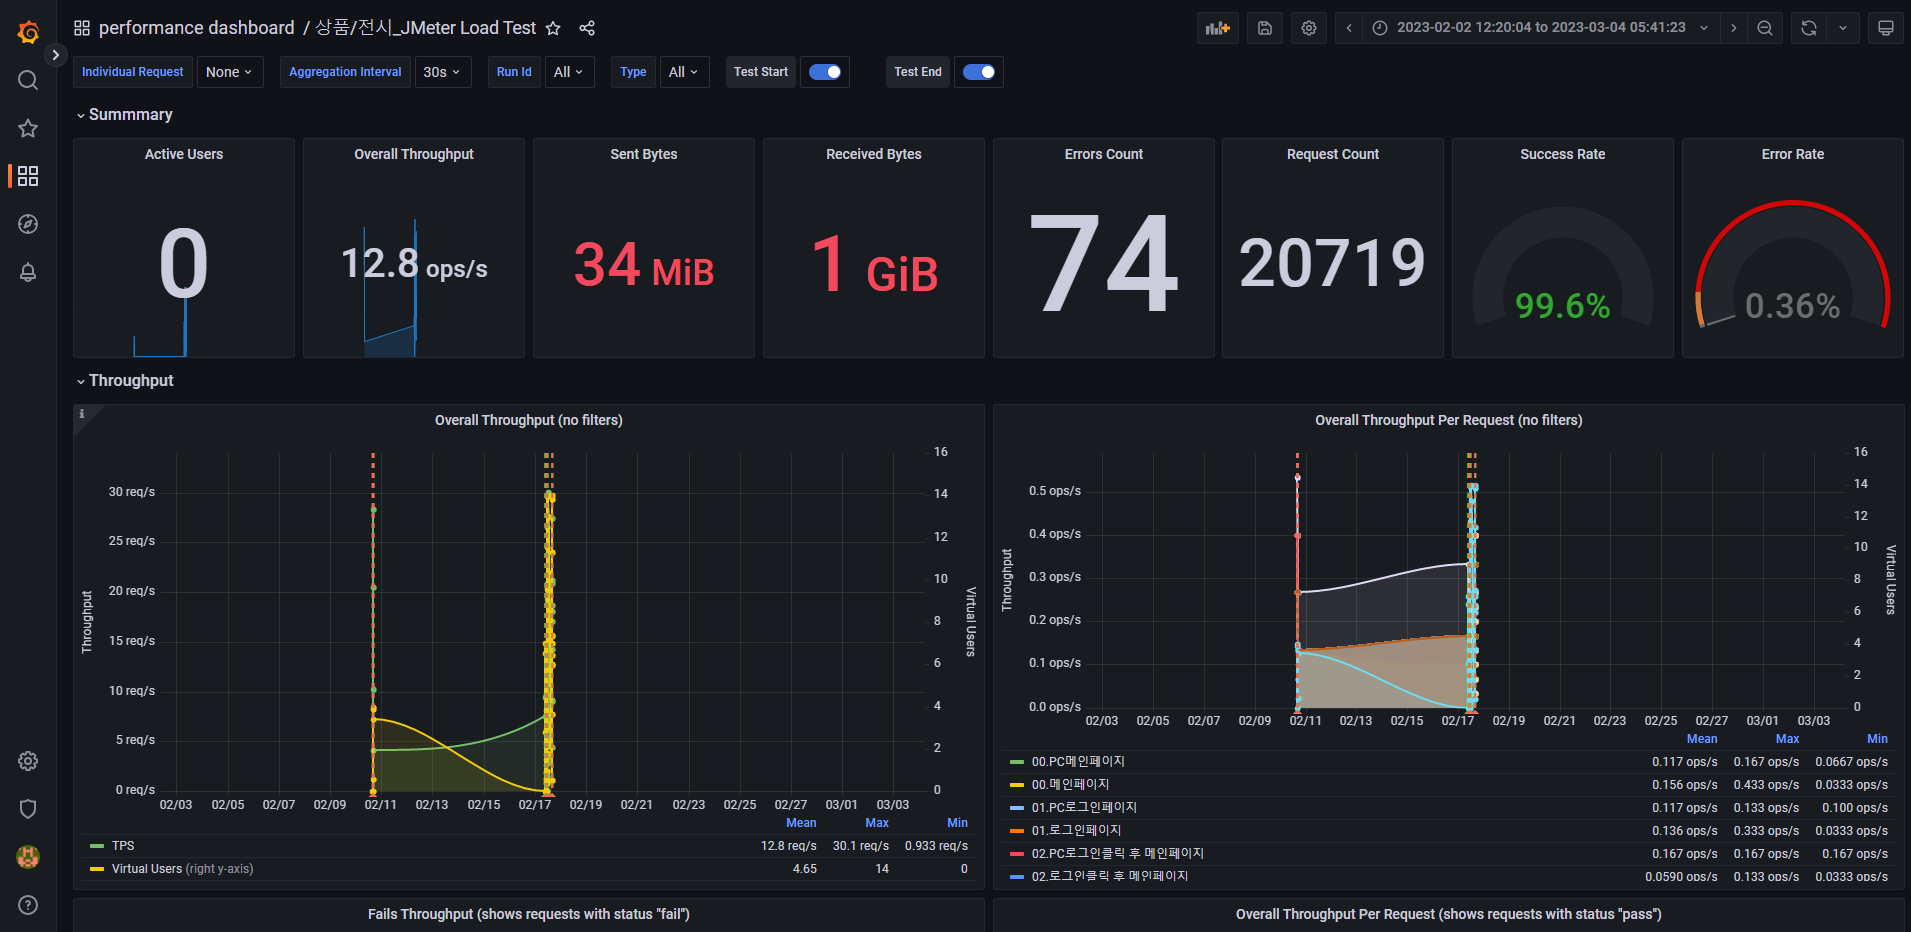 performance dashboard / 상품/전시_JMeter Load Test
2023-02-02 12:20:04 to 2023-03-04 05:41:23
Individual Request None Aggregation Interval 30s Run Id All Type All Test Start Test End
Summmary
Active Users
0
Overall Throughput
12.8 ops/s
Sent Bytes
34 MiB
Received Bytes
1 GiB
Errors Count
74
Request Count
20719
Success Rate
99.6%
Error Rate
0.36%
Throughput
Overall Throughput (no filters)
Throughput
30 req/s
25 req/s
20 req/s
15 req/s
10 req/s
5 req/s
0 req/s
16
14
12
10
8
6
4
2
0
Virtual Users
02/03 02/05 02/07 02/09 02/11 02/13 02/15 02/17 02/19 02/21 02/23 02/25 02/27 03/01 03/03
Mean Max Min
TPS 12.8 req/s 30.1 req/s 0.933 req/s
Virtual Users (right y-axis) 4.65 14 0
Overall Throughput Per Request (no filters)
Throughput
0.5 ops/s
0.4 ops/s
0.3 ops/s
0.2 ops/s
0.1 ops/s
0.0 ops/s
16
14
12
10
8
6
4
2
0
Virtual Users
02/03 02/05 02/07 02/09 02/11 02/13 02/15 02/17 02/19 02/21 02/23 02/25 02/27 03/01 03/03
Mean Max Min
00.PC메인페이지 0.117 ops/s 0.167 ops/s 0.0667 ops/s
00.메인페이지 0.156 ops/s 0.433 ops/s 0.0333 ops/s
01.PC로그인페이지 0.117 ops/s 0.133 ops/s 0.100 ops/s
01.로그인페이지 0.136 ops/s 0.333 ops/s 0.0333 ops/s
02.PC로그인클릭 후 메인페이지 0.167 ops/s 0.167 ops/s 0.167 ops/s
02.로그인클릭 후 메인페이지 0.0590 ops/s 0.133 ops/s 0.0333 ops/s
Fails Throughput (shows requests with status "fail")
Overall Throughput Per Request (shows requests with status "pass")